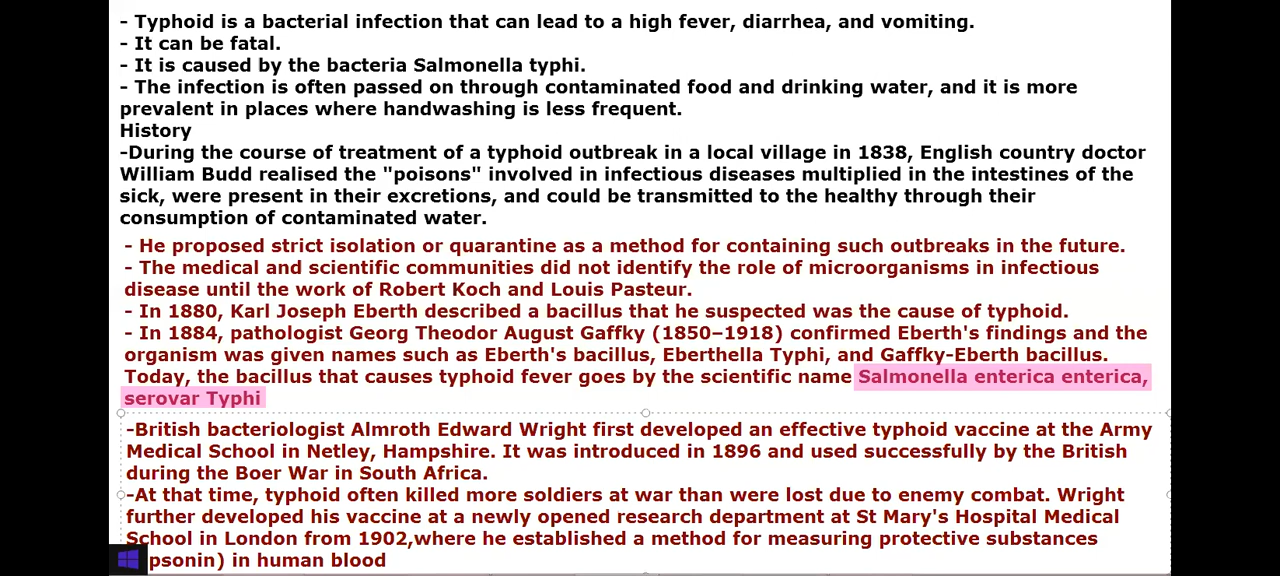 - Typhoid is a bacterial infection that can lead to a high fever, diarrhea, and vomiting.
- It can be fatal.
- It is caused by the bacteria Salmonella typhi.
- The infection is often passed on through contaminated food and drinking water, and it is more
prevalent in places where handwashing is less frequent.
History
-During the course of treatment of a typhoid outbreak in a local village in 1838, English country doctor
William Budd realised the "poisons" involved in infectious diseases multiplied in the intestines of the
sick, were present in their excretions, and could be transmitted to the healthy through their
consumption of contaminated water.
- He proposed strict isolation or quarantine as a method for containing such outbreaks in the future.
- The medical and scientific communities did not identify the role of microorganisms in infectious
disease until the work of Robert Koch and Louis Pasteur.
- In 1880, Karl Joseph Eberth described a bacillus that he suspected was the cause of typhoid.
- In 1884, pathologist Georg Theodor August Gaffky (1850–1918) confirmed Eberth's findings and the
organism was given names such as Eberth's bacillus, Eberthella Typhi, and Gaffky-Eberth bacillus.
Today, the bacillus that causes typhoid fever goes by the scientific name Salmonella enterica enterica,
serovar Typhi
-British bacteriologist Almroth Edward Wright first developed an effective typhoid vaccine at the Army
Medical School in Netley, Hampshire. It was introduced in 1896 and used successfully by the British
during the Boer War in South Africa.
-At that time, typhoid often killed more soldiers at war than were lost due to enemy combat. Wright
further developed his vaccine at a newly opened research department at St Mary's Hospital Medical
School in London from 1902,where he established a method for measuring protective substances
psonin) in human blood